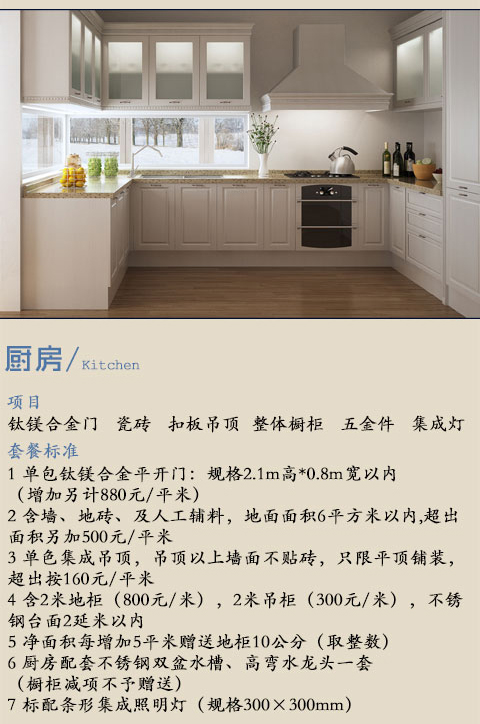 厨房/Kitchen
项目
钛镁合金门 瓷砖 扣板吊顶 整体橱柜 五金件 集成灯
套餐标准
1 单包钛镁合金平开门：规格2.1m高*0.8m宽以内
（增加另计880元/平米）
2 含墙、地砖、及人工辅料，地面面积6平方米以内,超出
面积另加500元/平米
3 单色集成吊顶，吊顶以上墙面不贴砖，只限平顶铺装，
超出按160元/平米
4 含2米地柜（800元/米），2米吊柜（300元/米），不锈
钢台面2延米以内
5 净面积每增加5平米赠送地柜10公分（取整数）
6 厨房配套不锈钢双盆水槽、高弯水龙头一套
（橱柜减项不予赠送）
7 标配条形集成照明灯（规格300×300mm）